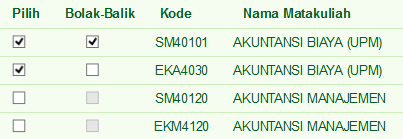 Pilih Bolak-Balik Kode Nama Matakuliah
SM40101 AKUNTANSI BIAYA (UPM)
EKA4030 AKUNTANSI BIAYA (UPM)
SM40120 AKUNTANSI MANAJEMEN
EKM4120 AKUNTANSI MANAJEMEN